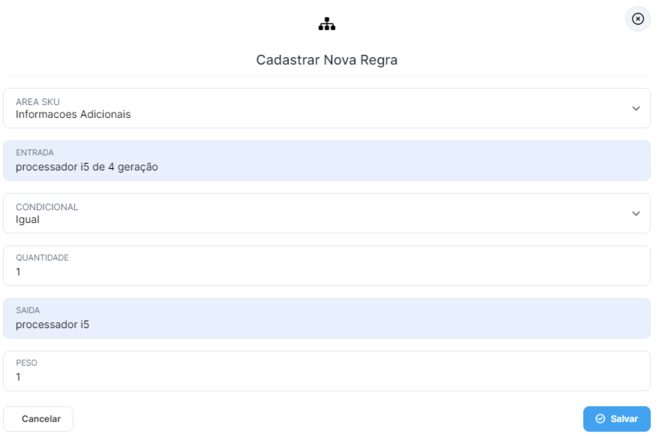 Cadastrar Nova Regra
AREA SKU
Informacoes Adicionais
ENTRADA
processador i5 de 4 geração
CONDICIONAL
Igual
QUANTIDADE
1
SAIDA
processador i5
PESO
1
Cancelar
Salvar